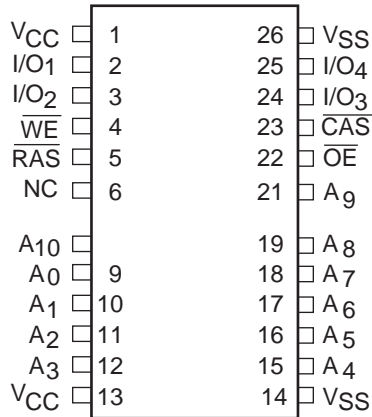 VCC 1 26 VSS
I/O1 2 25 I/O4
I/O2 3 24 I/O3
WE 4 23 CAS
RAS 5 22 OE
NC 6 21 A9
A10 19 A8
A0 9 18 A7
A1 10 17 A6
A2 11 16 A5
A3 12 15 A4
VCC 13 14 VSS